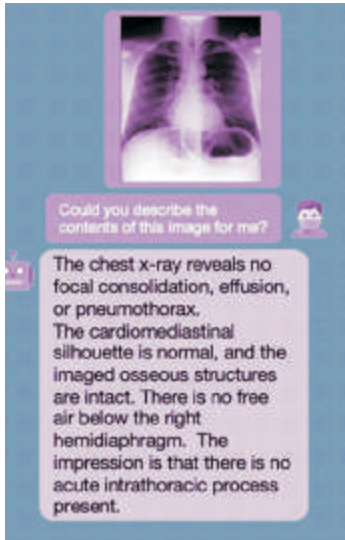 Could you describe the
contents of this image for me?
The chest x-ray reveals no
focal consolidation, effusion,
or pneumothorax.
The cardiomediastinal
silhouette is normal, and the
imaged osseous structures
are intact. There is no free
air below the right
hemidiaphragm. The
impression is that there is no
acute intrathoracic process
present.